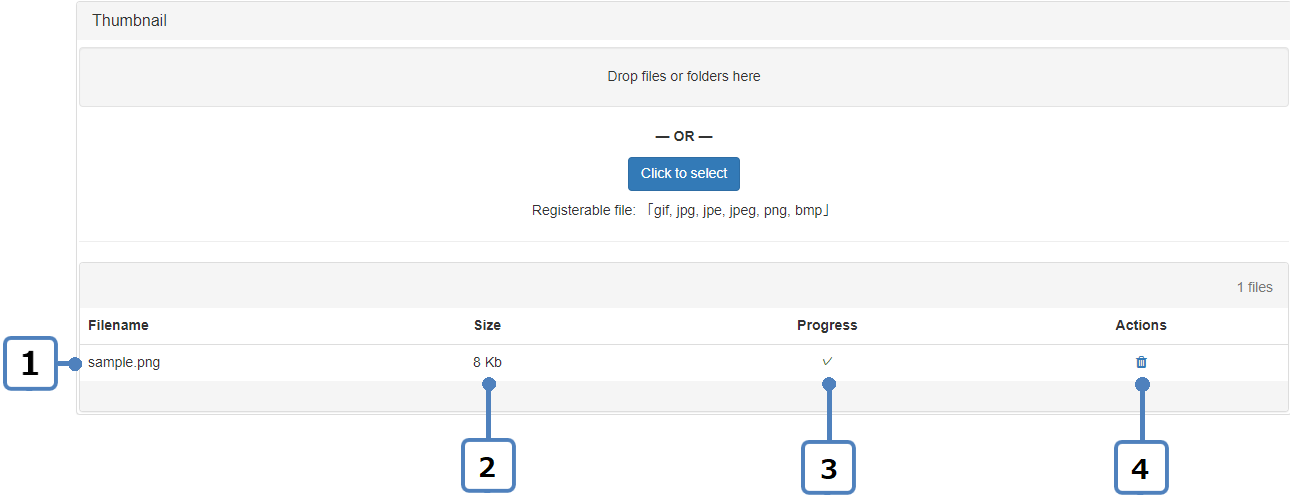 Thumbnail
Drop files or folders here
— OR —
Click to select
Registerable file: 「gif, jpg, jpe, jpeg, png, bmp」
1 files
Filename Size Progress Actions
1 sample.png 8 Kb ✓
2 3 4